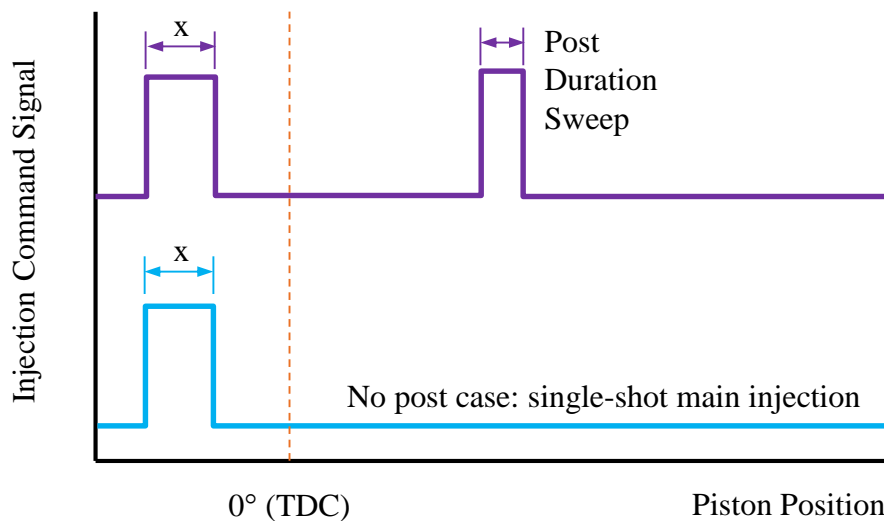 x
Post
Duration
Sweep
Injection Command Signal
x
No post case: single-shot main injection
0° (TDC)
Piston Position